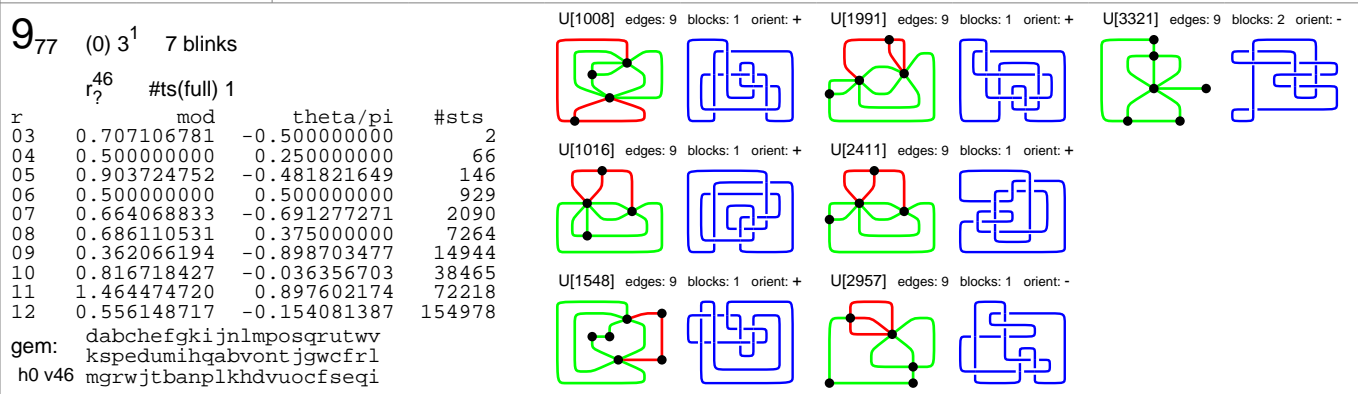 9_77 (0) 3^1 7 blinks
r_?^46 #ts(full) 1
r mod theta/pi #sts
03 0.707106781 -0.500000000 2
04 0.500000000 0.250000000 66
05 0.903724752 -0.481821649 146
06 0.500000000 0.500000000 929
07 0.664068833 -0.691277271 2090
08 0.686110531 0.375000000 7264
09 0.362066194 -0.898703477 14944
10 0.816718427 -0.036356703 38465
11 1.464474720 0.897602174 72218
12 0.556148717 -0.154081387 154978
gem: dabchefgkijnlmposqrutwv
kspedumihqabvontjgwcfrl
h0 v46 mgrwjtbanplkhdvuocfseqi
U[1008] edges: 9 blocks: 1 orient: +
U[1991] edges: 9 blocks: 1 orient: +
U[3321] edges: 9 blocks: 2 orient: -
U[1016] edges: 9 blocks: 1 orient: +
U[2411] edges: 9 blocks: 1 orient: +
U[1548] edges: 9 blocks: 1 orient: +
U[2957] edges: 9 blocks: 1 orient: -